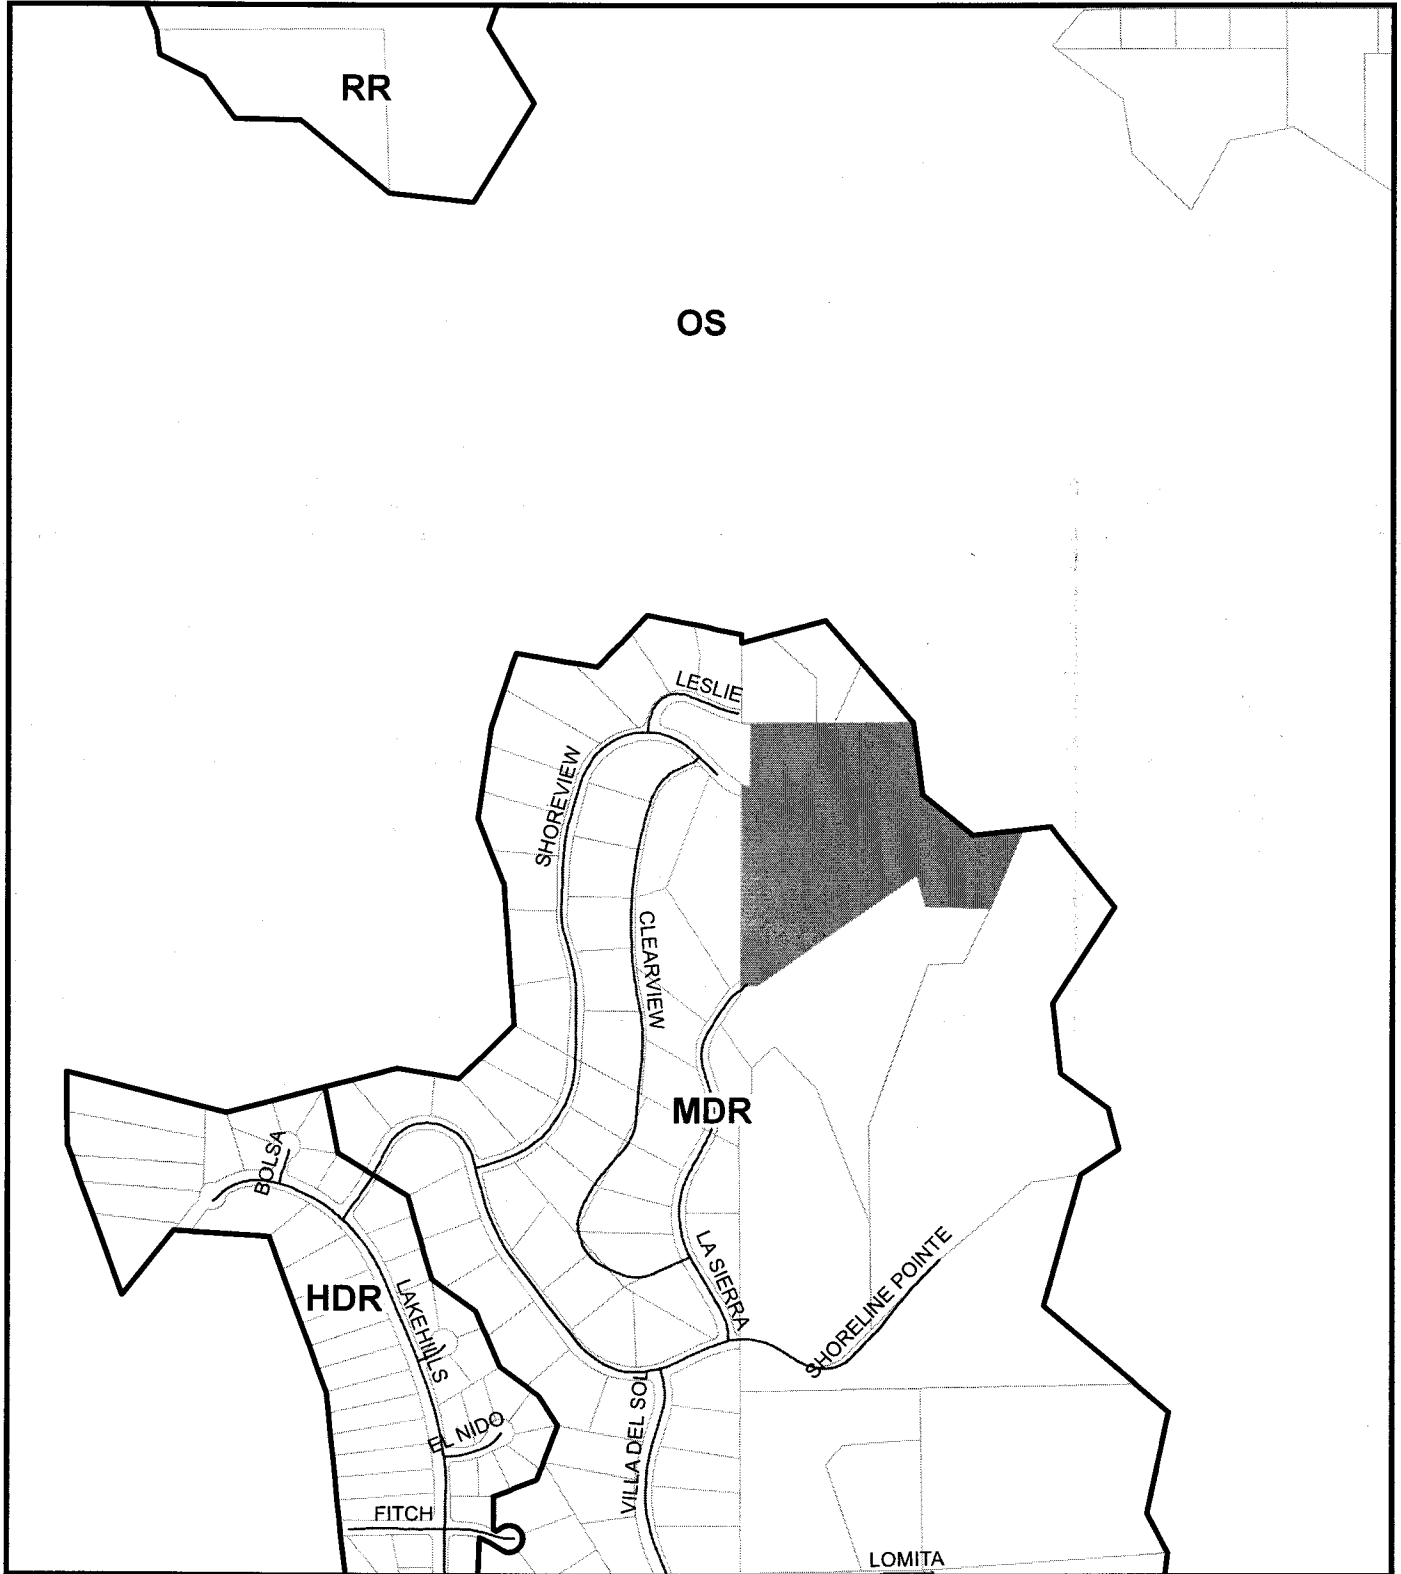 RR
OS
LESLIE
SHOREVIEW
CLEARVIEW
MDR
BOLSA
LA SIERRA
SHORELINE POINTE
HDR
LAKEHILLS
VILLA DEL SOL
EL NIDO
FITCH
LOMITA